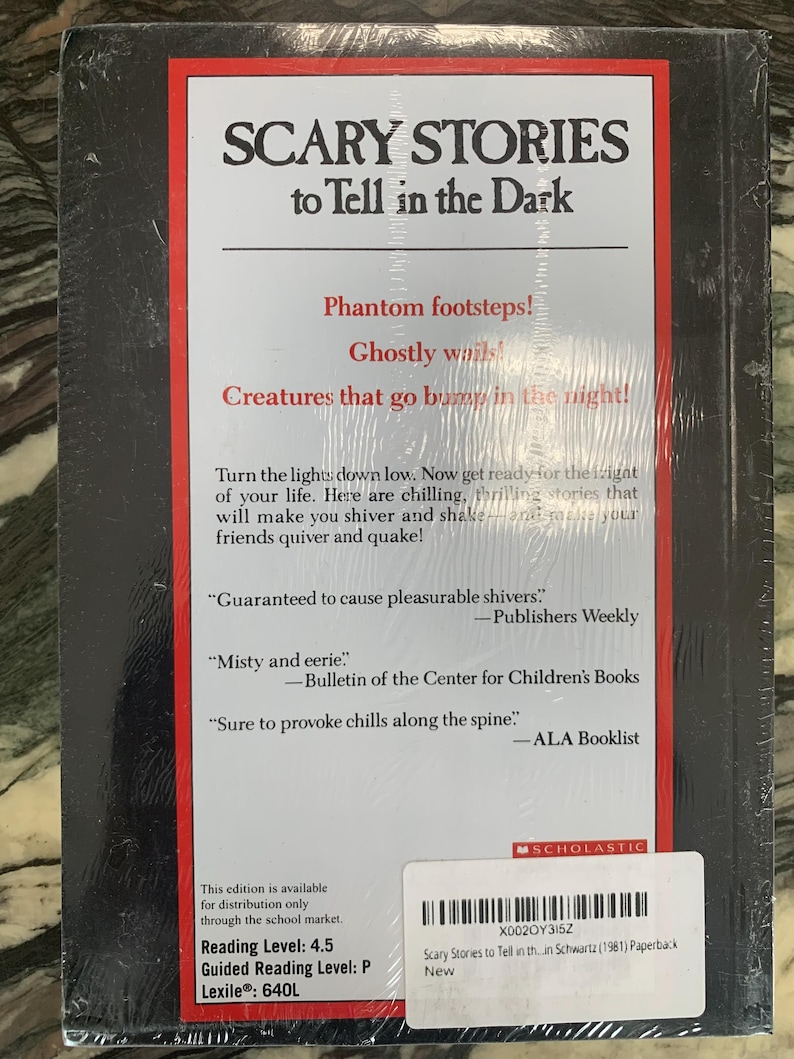 SCARY STORIES
to Tell in the Dark
Phantom footsteps!
Ghostly wails!
Creatures that go bump in the night!
Turn the lights down low. Now get ready for the fright
of your life. Here are chilling, thrilling stories that
will make you shiver and shake—and make your
friends quiver and quake!
“Guaranteed to cause pleasurable shivers.”
—Publishers Weekly
“Misty and eerie.”
—Bulletin of the Center for Children's Books
“Sure to provoke chills along the spine.”
—ALA Booklist
SCHOLASTIC
This edition is available
for distribution only
through the school market.
Reading Level: 4.5
Guided Reading Level: P
Lexile®: 640L
X002OY3I5Z
Scary Stories to Tell in th...in Schwartz (1981) Paperback
New